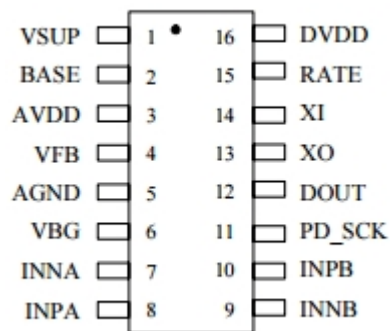 VSUP 1 16 DVDD
BASE 2 15 RATE
AVDD 3 14 XI
VFB 4 13 XO
AGND 5 12 DOUT
VBG 6 11 PD_SCK
INNA 7 10 INPB
INPA 8 9 INNB